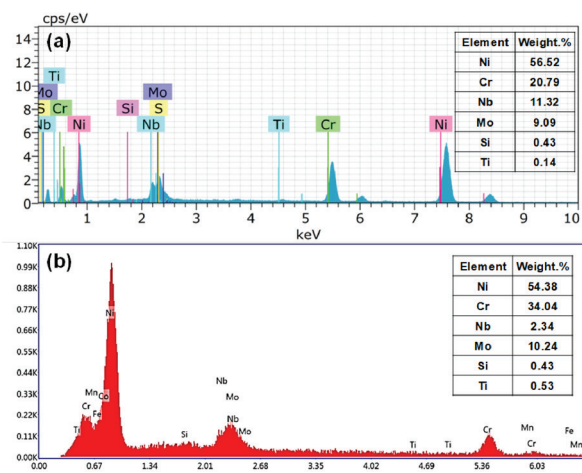 cps/eV
14
12
10
8
6
4
2
0
(a)
Ti
Mo
S
Cr
Nb
Ni
Si
Mo
S
Nb
Ti
Cr
Ni
1 2 3 4 5 6 7 8 9 10
keV
Element Weight.%
Ni 56.52
Cr 20.79
Nb 11.32
Mo 9.09
Si 0.43
Ti 0.14
(b)
1.10K
0.99K
0.88K
0.77K
0.66K
0.55K
0.44K
0.33K
0.22K
0.11K
0.00K
Ni
Mn
Co
Cr
Fe
Ti
Si
Nb
Mo
Nb
Mo
Ti
Ti
Cr
Mn
Cr
Fe
Mn
0.00 0.67 1.34 2.01 2.68 3.35 4.02 4.69 5.36 6.03
Element Weight.%
Ni 54.38
Cr 34.04
Nb 2.34
Mo 10.24
Si 0.43
Ti 0.53